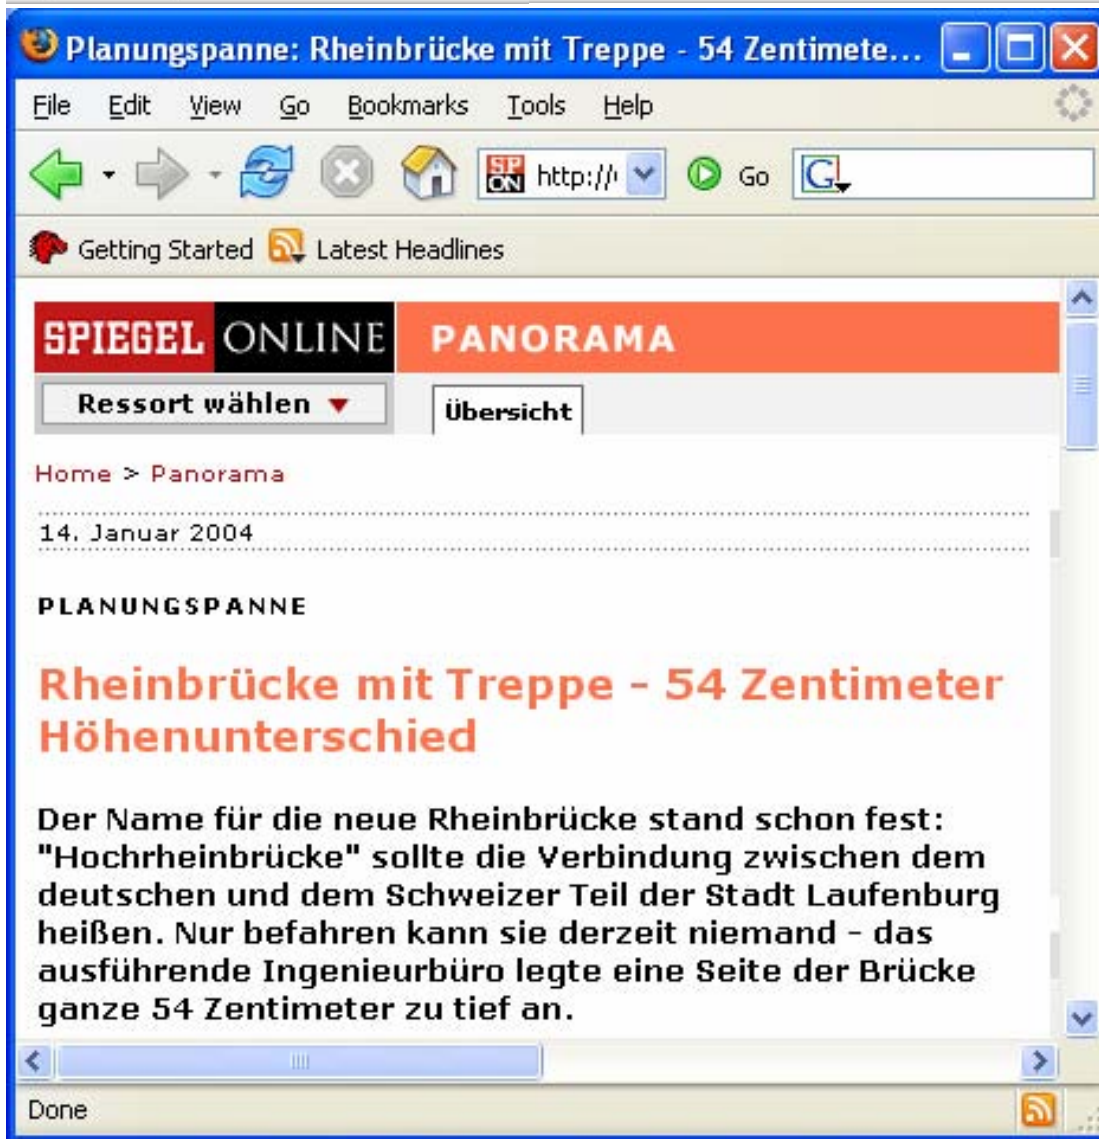 Planungspanne: Rheinbrücke mit Treppe - 54 Zentimete...
File Edit View Go Bookmarks Tools Help
SP ON http:// Go G
Getting Started Latest Headlines
SPIEGEL ONLINE PANORAMA
Ressort wählen Übersicht
Home > Panorama
14. Januar 2004
PLANUNGSPANNE
Rheinbrücke mit Treppe - 54 Zentimeter
Höhenunterschied
Der Name für die neue Rheinbrücke stand schon fest:
"Hochrheinbrücke" sollte die Verbindung zwischen dem
deutschen und dem Schweizer Teil der Stadt Laufenburg
heißen. Nur befahren kann sie derzeit niemand - das
ausführende Ingenieurbüro legte eine Seite der Brücke
ganze 54 Zentimeter zu tief an.
Done